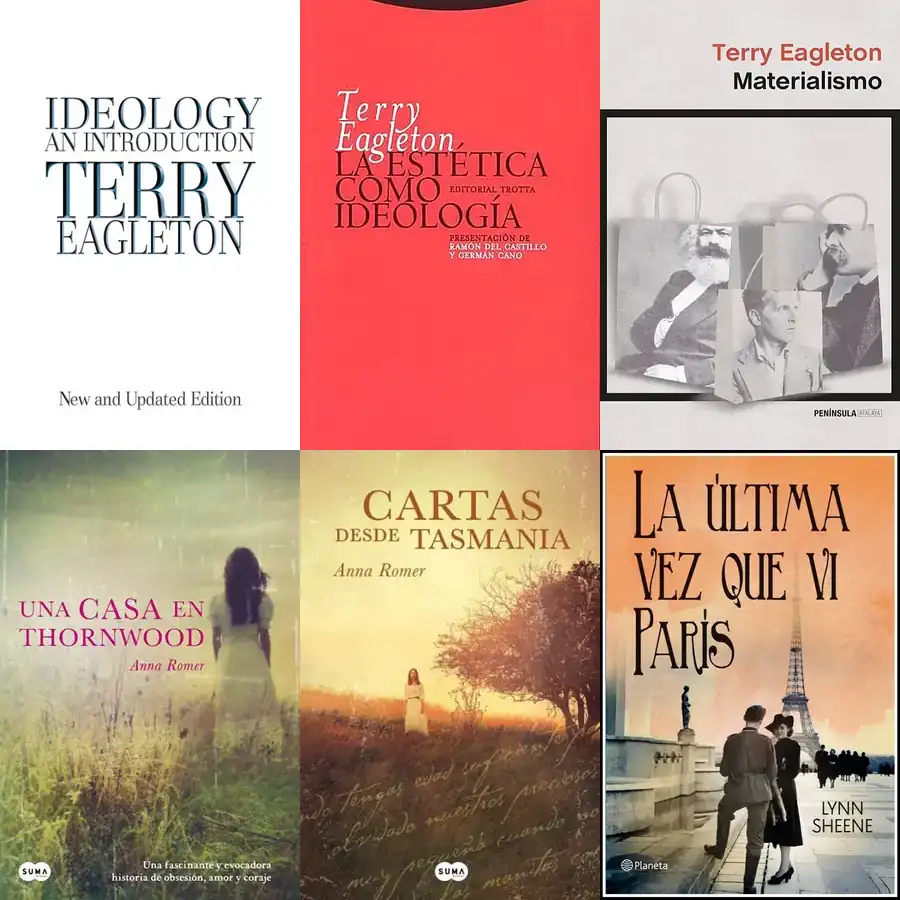 IDEOLOGY
AN INTRODUCTION
TERRY
EAGLETON
New and Updated Edition
Terry
Eagleton
LA ESTÉTICA
COMO EDITORIAL TROTTA
IDEOLOGÍA
PRESENTACIÓN DE
RAMÓN DEL CASTILLO
Y GERMÁN CANO
Terry Eagleton
Materialismo
PENÍNSULA ATALAYA
UNA CASA EN
THORNWOOD
Anna Romer
SUMA
Una fascinante y evocadora
historia de obsesión, amor y coraje
CARTAS
DESDE TASMANIA
Anna Romer
SUMA
LA ÚLTIMA
VEZ QUE VI
PARÍS
LYNN
SHEENE
Planeta